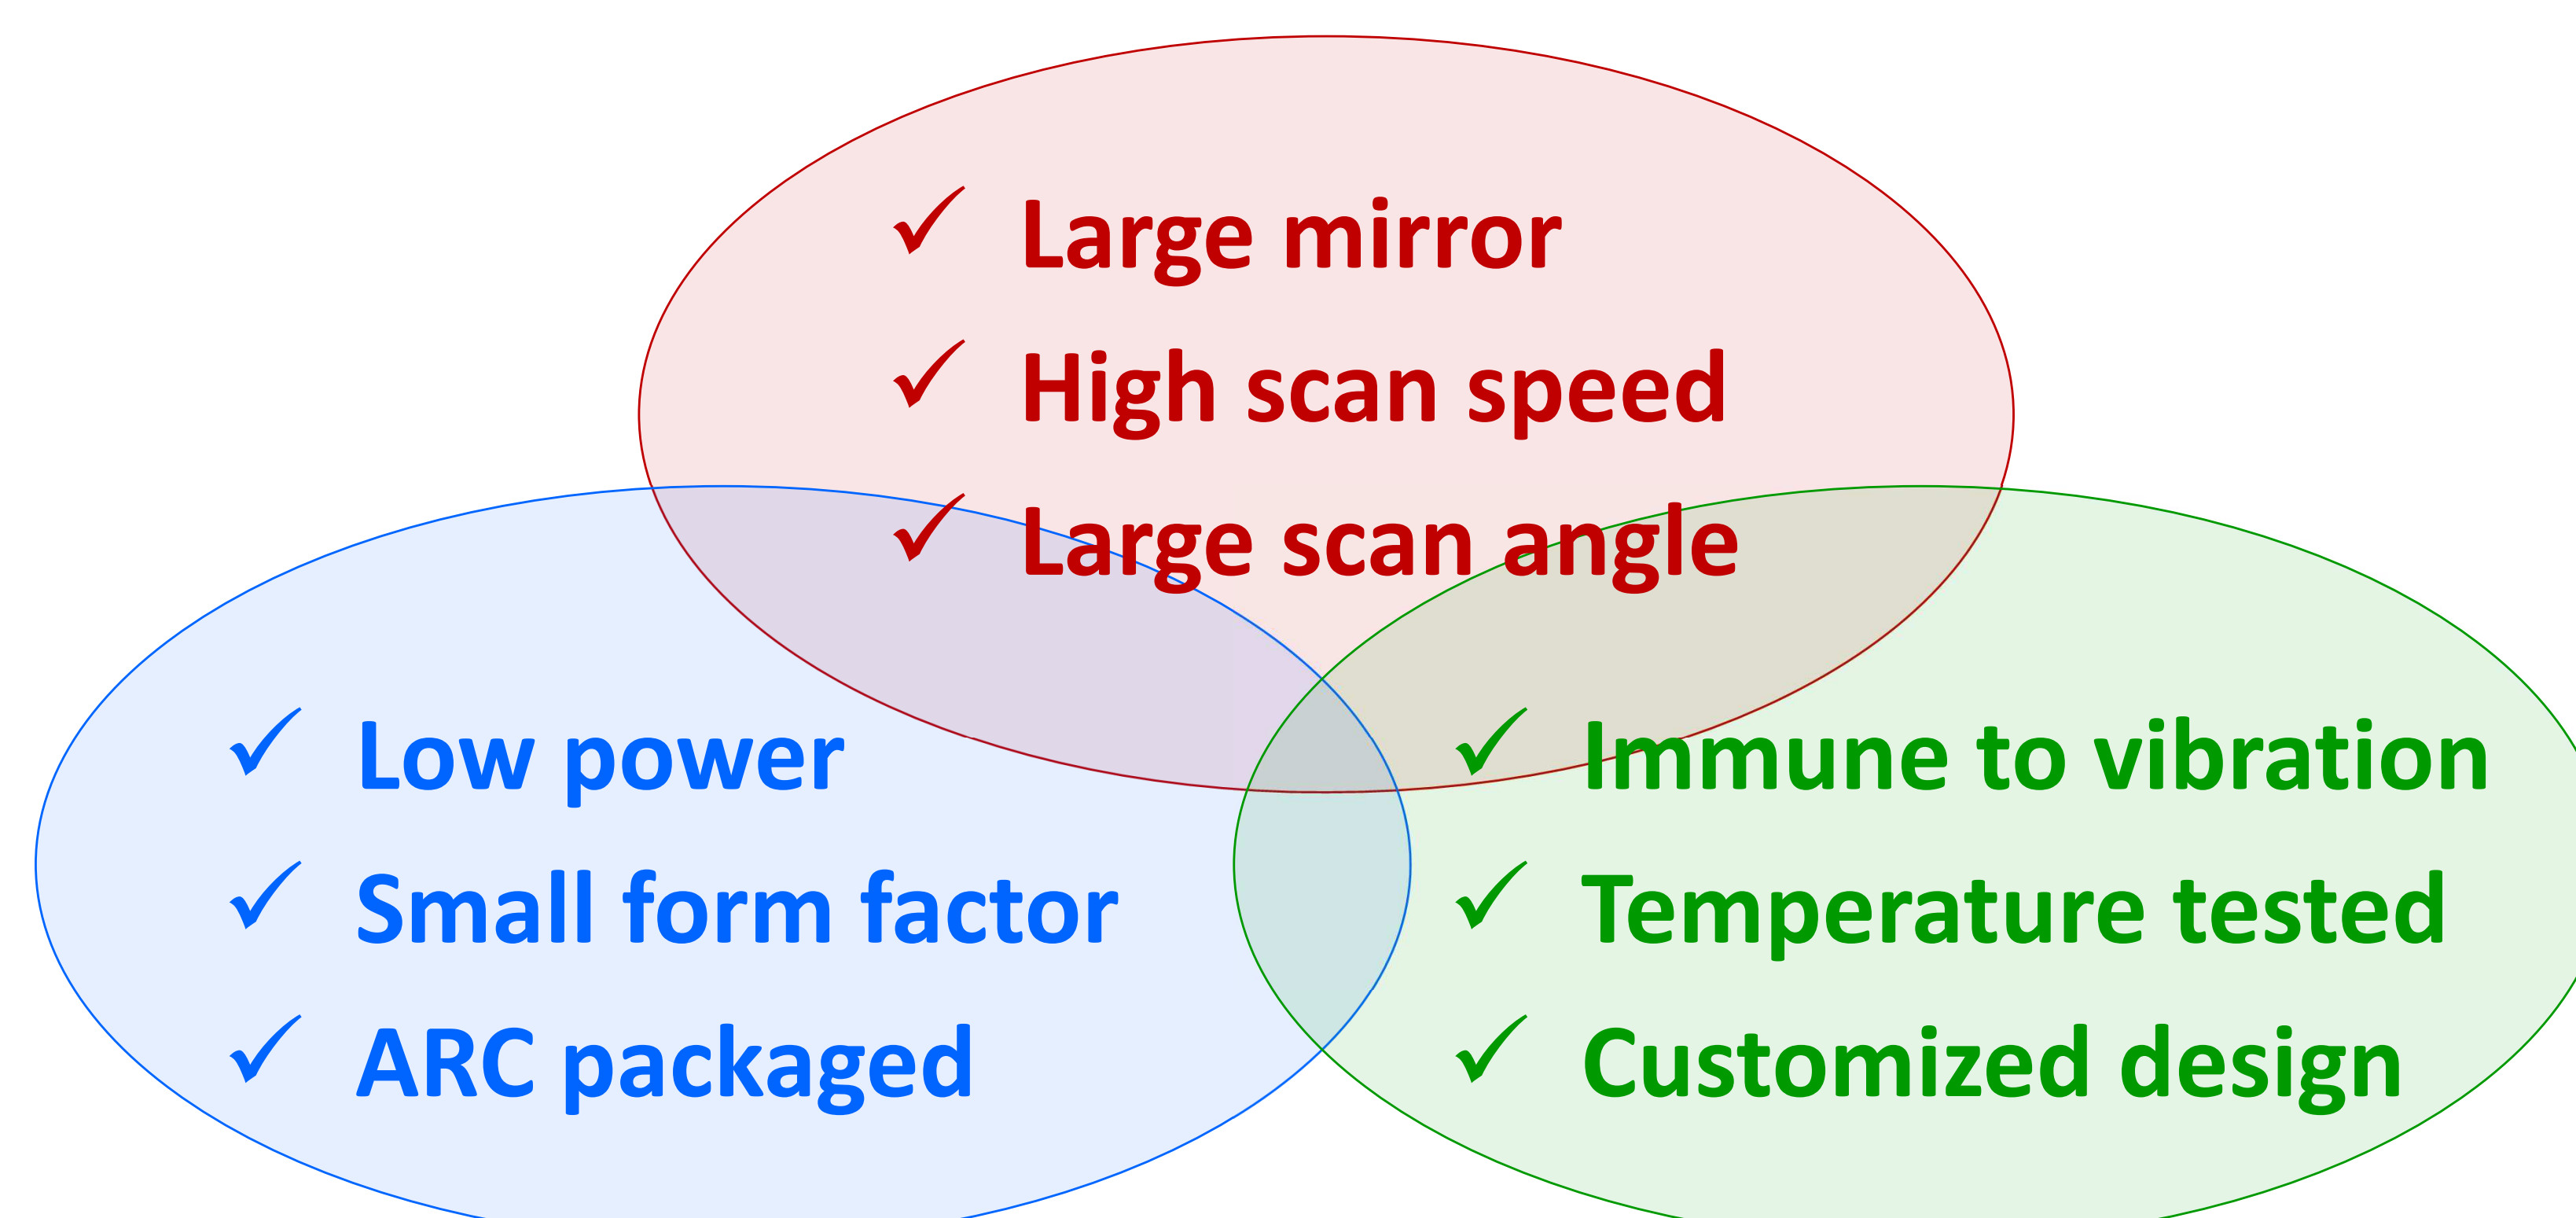 ✓ Large mirror
✓ High scan speed
✓ Large scan angle
✓ Low power
✓ Small form factor
✓ ARC packaged
✓ Immune to vibration
✓ Temperature tested
✓ Customized design